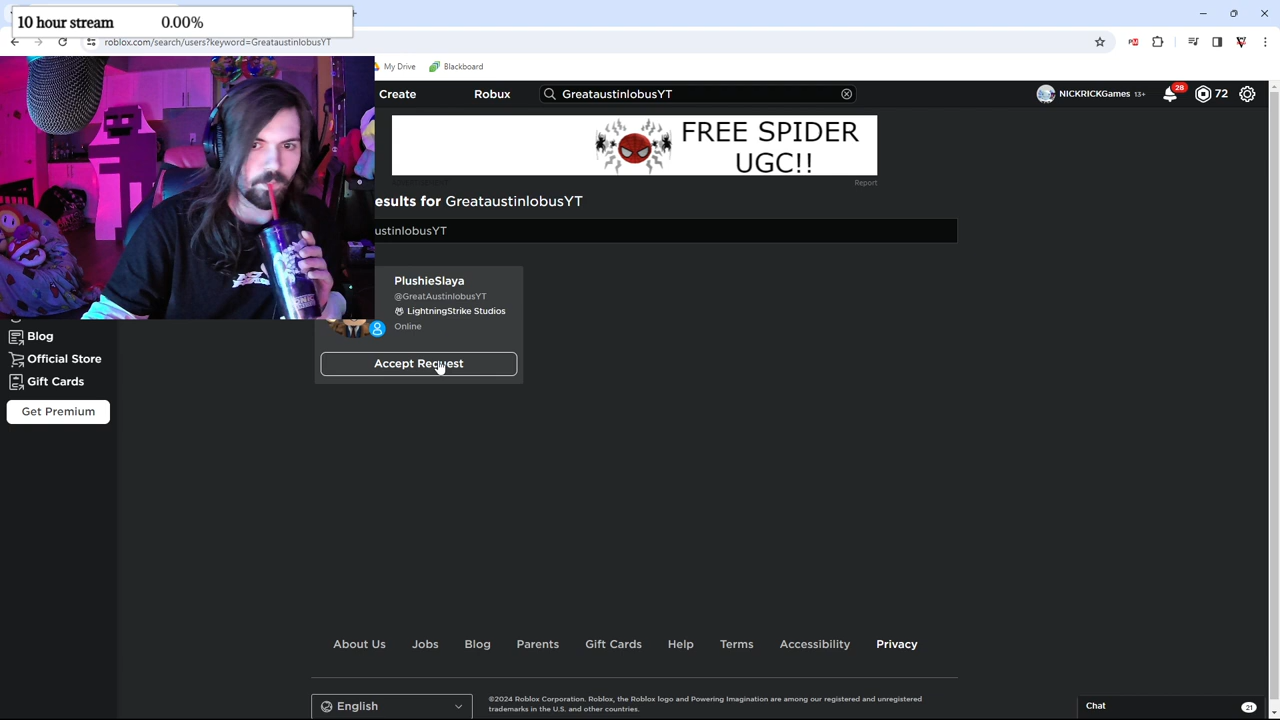 10 hour stream 0.00%
roblox.com/search/users?keyword=GreataustinlobusYT
My Drive Blackboard
Create Robux GreataustinlobusYT NICKRICKGames 13+ 28 72
FREE SPIDER
UGC!!
Report
esults for GreataustinlobusYT
ustinlobusYT
PlushieSlaya
@GreatAustinlobusYT
LightningStrike Studios
Online
Accept Request
Blog
Official Store
Gift Cards
Get Premium
About Us Jobs Blog Parents Gift Cards Help Terms Accessibility Privacy
English
©2024 Roblox Corporation. Roblox, the Roblox logo and Powering Imagination are among our registered and unregistered
trademarks in the U.S. and other countries.
Chat 21